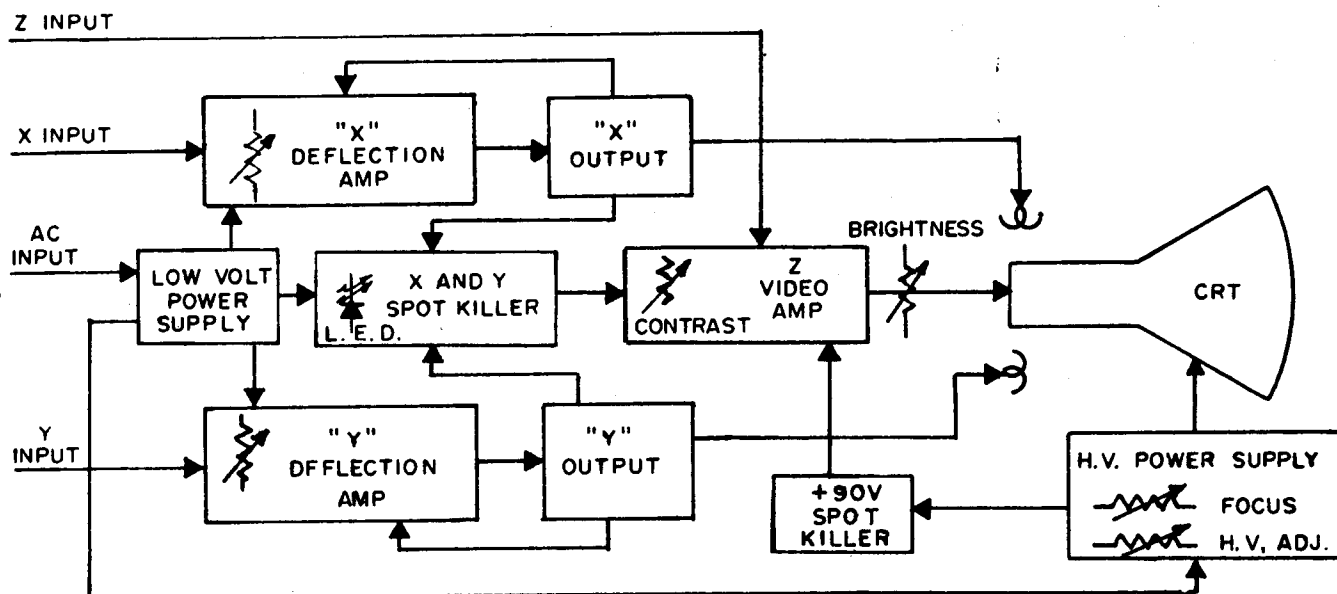 Z INPUT
X INPUT
"X"
DEFLECTION
AMP
"X"
OUTPUT
AC
INPUT
LOW VOLT
POWER
SUPPLY
X AND Y
SPOT KILLER
L. E. D.
Z
VIDEO
AMP
CONTRAST
BRIGHTNESS
CRT
Y
INPUT
"Y"
DFFLECTION
AMP
"Y"
OUTPUT
+90V
SPOT
KILLER
H.V. POWER SUPPLY
FOCUS
H.V, ADJ.